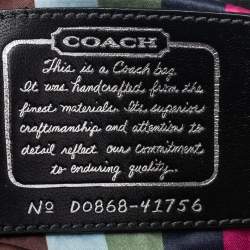 COACH
This is a Coach bag.
It was handcrafted from the
finest materials. Its superior
craftsmanship and attention to
detail reflect our commitment
to enduring quality.
No D0868-41756